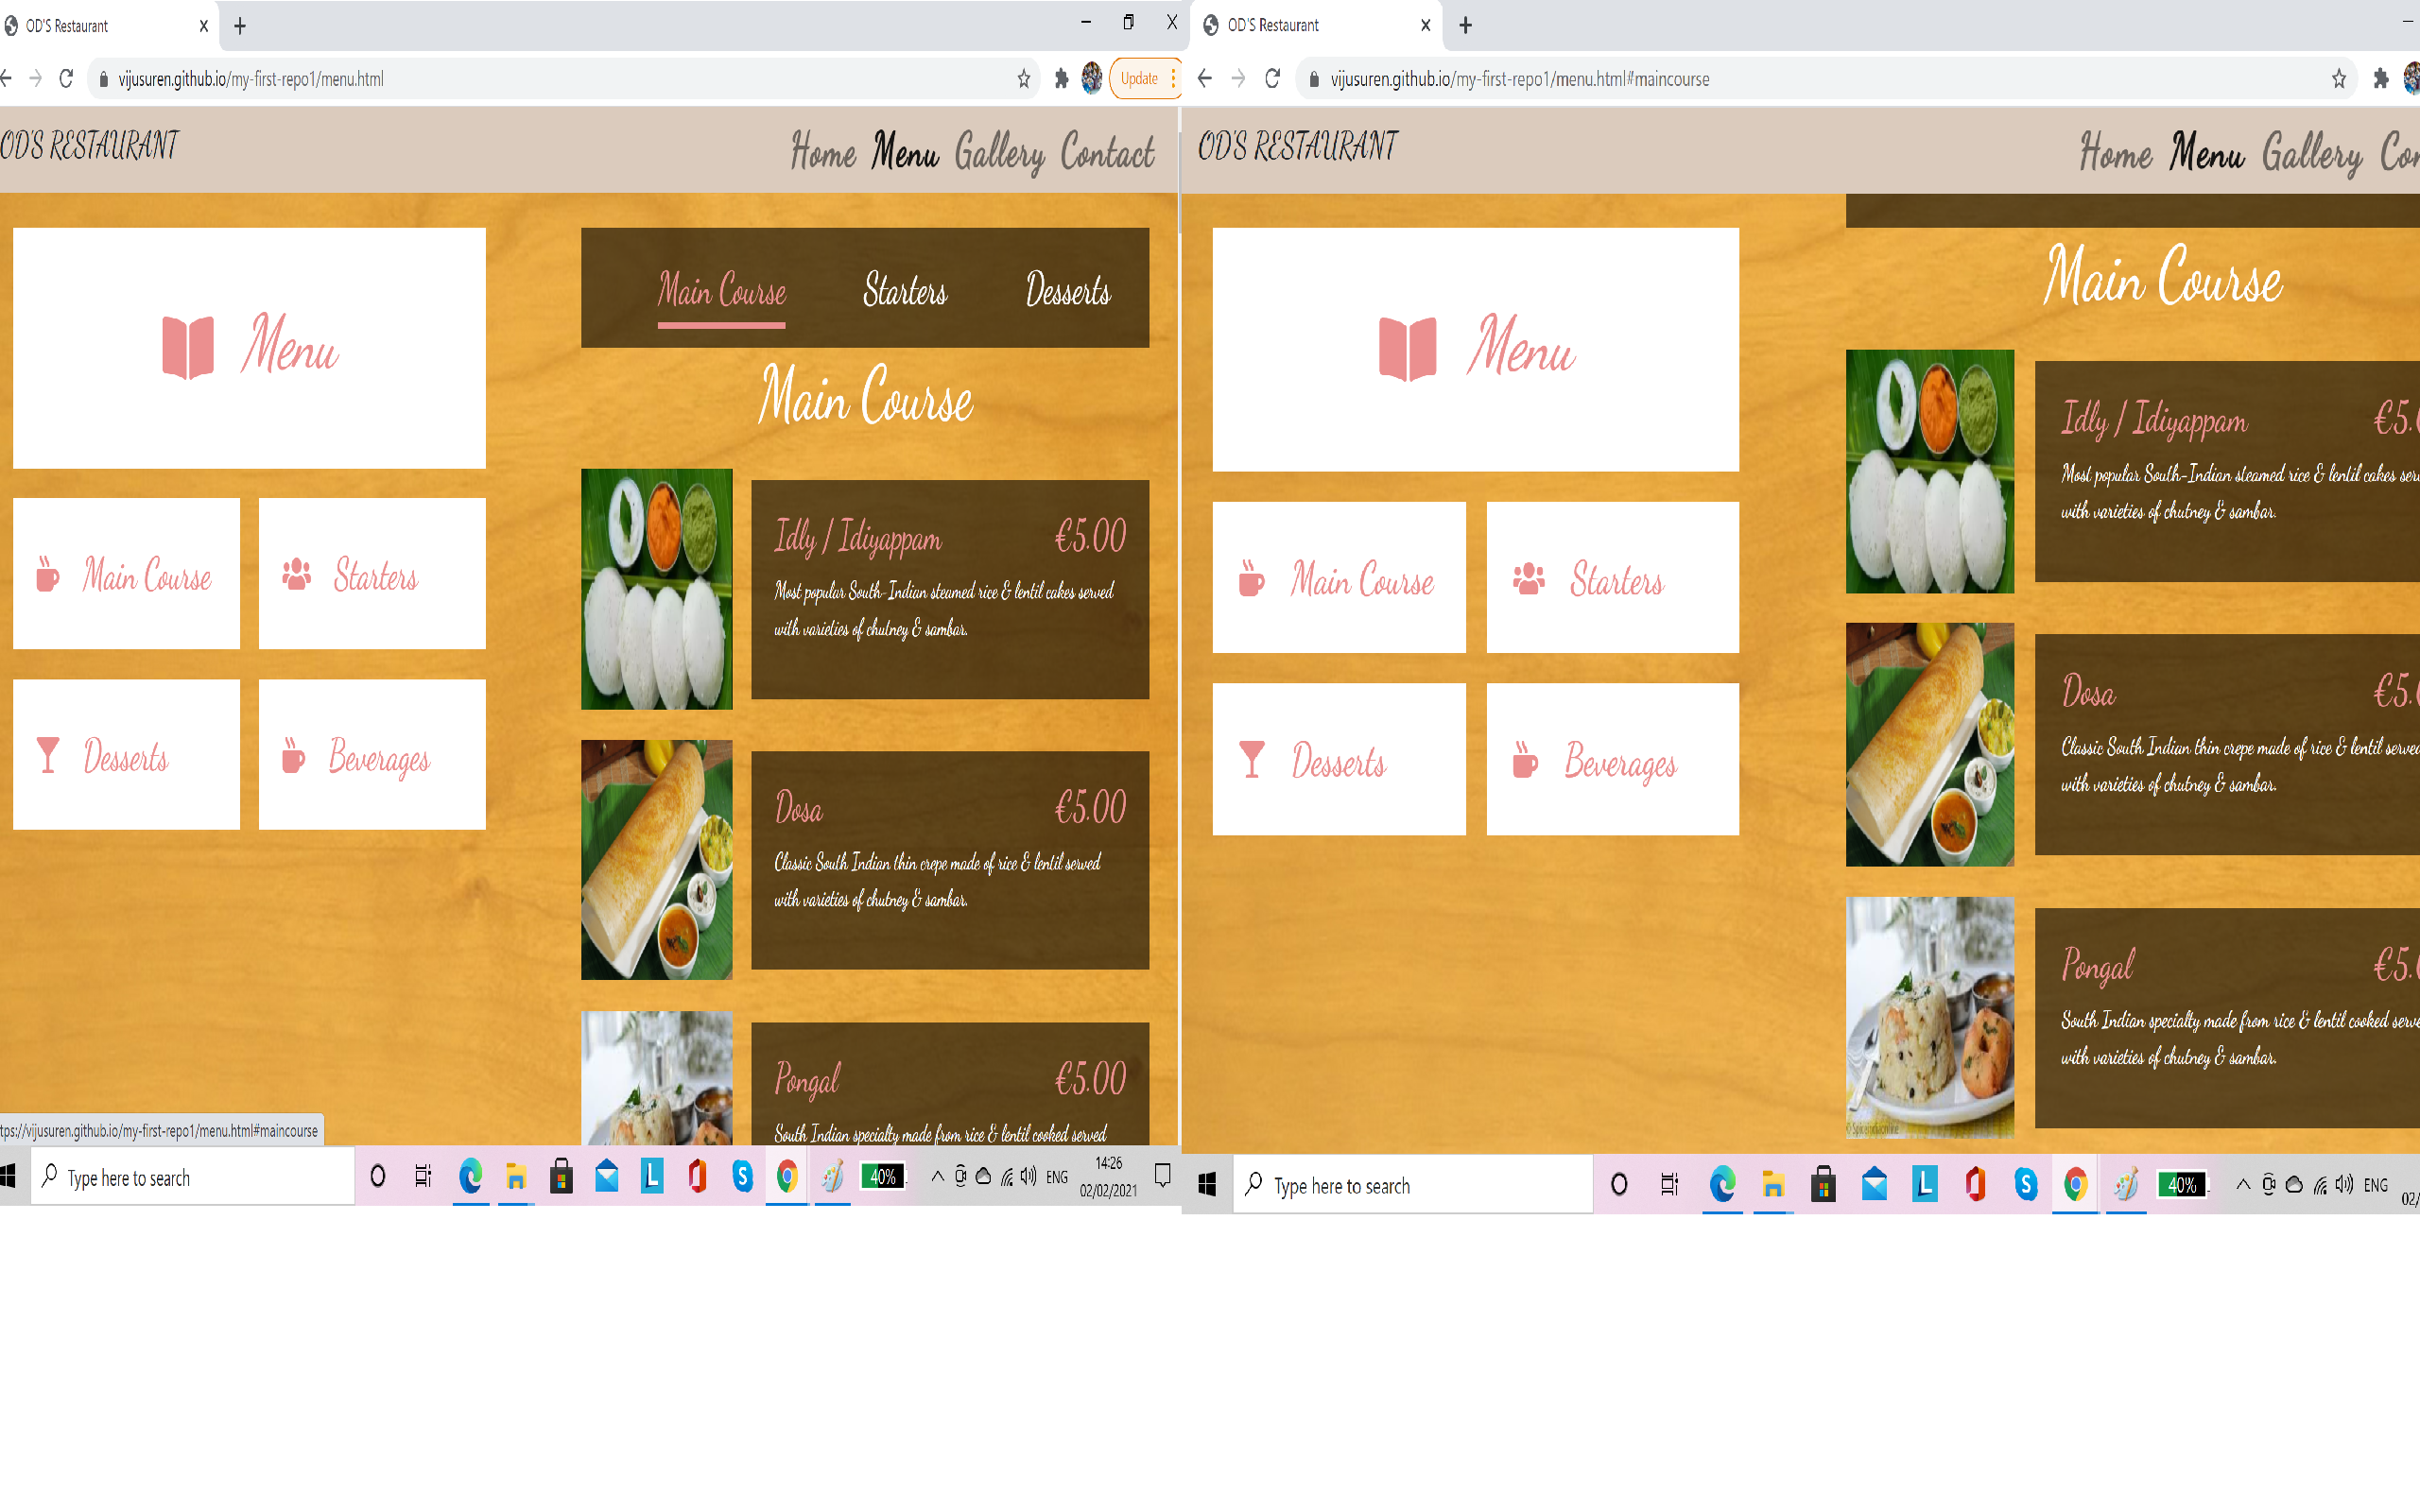 OD'S Restaurant
vijusuren.github.io/my-first-repo1/menu.html
Update
OD'S RESTAURANT
Home Menu Gallery Contact
Menu
Main Course
Starters
Desserts
Beverages
Main Course Starters Desserts
Main Course
Idly / Idiyappam €5.00
Most popular South-Indian steamed rice & lentil cakes served
with varieties of chutney & sambar.
Dosa €5.00
Classic South Indian thin crepe made of rice & lentil served
with varieties of chutney & sambar.
Pongal €5.00
South Indian specialty made from rice & lentil cooked served
tps://vijusuren.github.io/my-first-repo1/menu.html#maincourse
Type here to search
40%
ENG
14:26
02/02/2021
OD'S Restaurant
vijusuren.github.io/my-first-repo1/menu.html#maincourse
OD'S RESTAURANT
Home Menu Gallery Con
Menu
Main Course
Starters
Desserts
Beverages
Main Course
Idly / Idiyappam €5.
Most popular South-Indian steamed rice & lentil cakes
with varieties of chutney & sambar.
Dosa €5.
Classic South Indian thin crepe made of rice & lentil served
with varieties of chutney & sambar.
Pongal €5.
South Indian specialty made from rice & lentil cooked
with varieties of chutney & sambar.
Type here to search
40%
ENG
02/